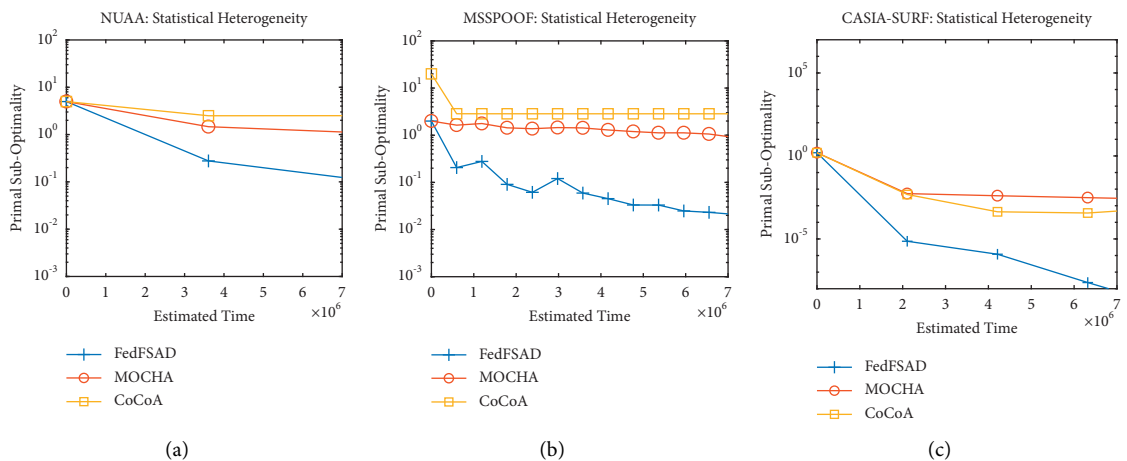 NUAA: Statistical Heterogeneity
Primal Sub-Optimality
10^2
10^1
10^0
10^-1
10^-2
10^-3
0 1 2 3 4 5 6 7
Estimated Time ×10^6
FedFSAD
MOCHA
CoCoA
(a)
MSSPOOF: Statistical Heterogeneity
Primal Sub-Optimality
10^2
10^1
10^0
10^-1
10^-2
10^-3
0 1 2 3 4 5 6 7
Estimated Time ×10^6
FedFSAD
MOCHA
CoCoA
(b)
CASIA-SURF: Statistical Heterogeneity
Primal Sub-Optimality
10^5
10^0
10^-5
0 1 2 3 4 5 6 7
Estimated Time ×10^6
FedFSAD
MOCHA
CoCoA
(c)